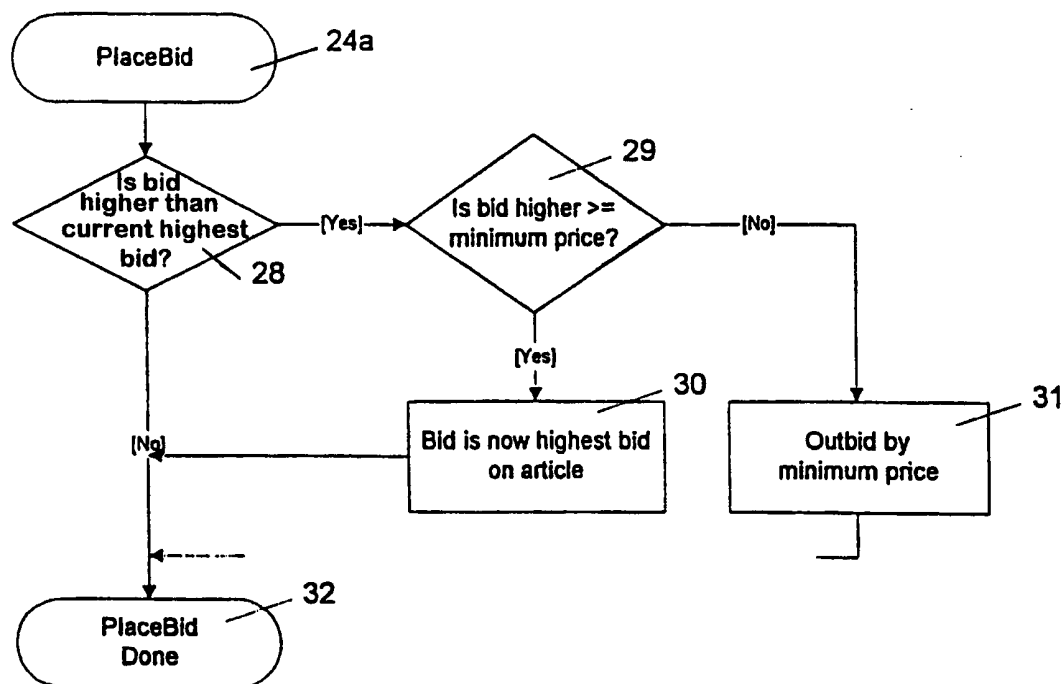 PlaceBid
24a
Is bid
higher than
current highest
bid?
28
[Yes]
29
Is bid higher >=
minimum price?
[No]
[Yes]
30
Bid is now highest bid
on article
31
Outbid by
minimum price
[No]
32
PlaceBid
Done